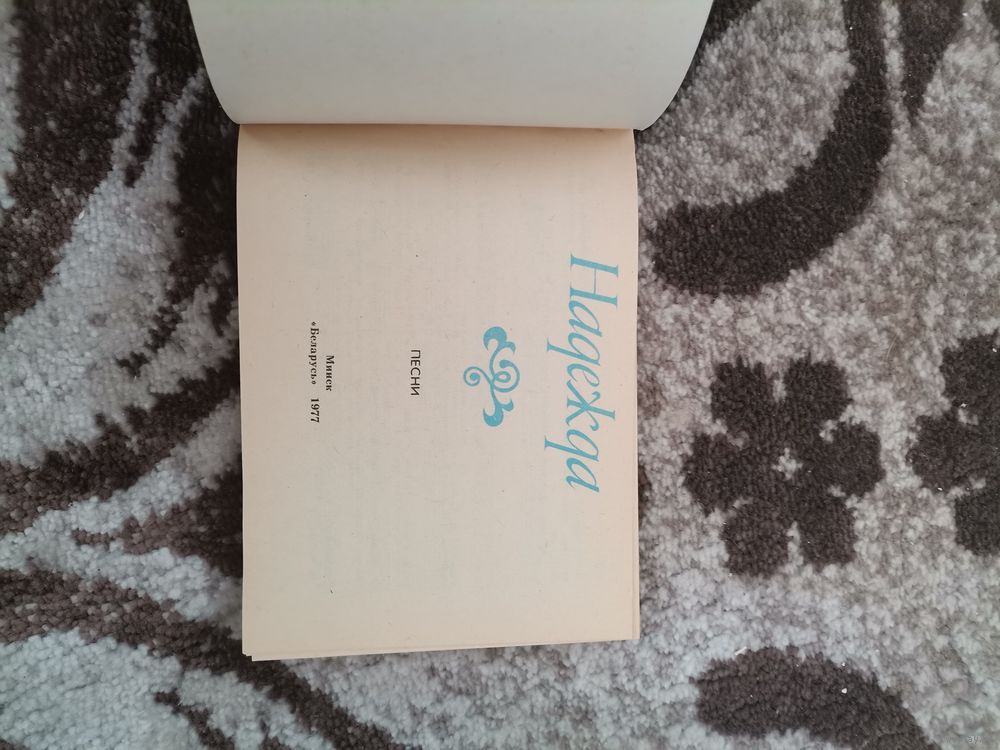 Надежда
ПЕСНИ
Минск
«Беларусь» 1977